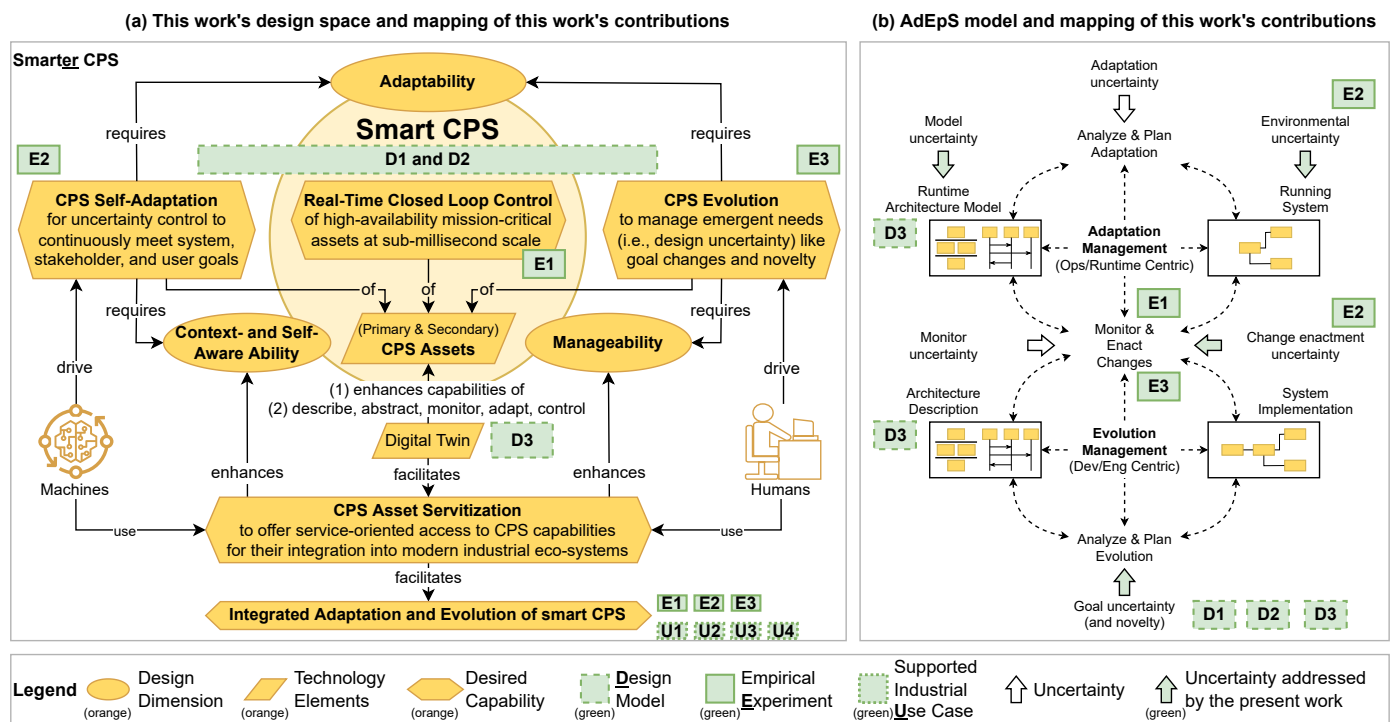 (a) This work's design space and mapping of this work's contributions
Smarter CPS
Adaptability
Smart CPS
requires
requires
E2
D1 and D2
E3
CPS Self-Adaptation
for uncertainty control to
continuously meet system,
stakeholder, and user goals
Real-Time Closed Loop Control
of high-availability mission-critical
assets at sub-millisecond scale
E1
CPS Evolution
to manage emergent needs
(i.e., design uncertainty) like
goal changes and novelty
of
of
of
requires
requires
Context- and Self-
Aware Ability
(Primary & Secondary)
CPS Assets
Manageability
drive
drive
(1) enhances capabilities of
(2) describe, abstract, monitor, adapt, control
Digital Twin
D3
Machines
Humans
enhances
facilitates
enhances
use
use
CPS Asset Servitization
to offer service-oriented access to CPS capabilities
for their integration into modern industrial eco-systems
facilitates
Integrated Adaptation and Evolution of smart CPS
E1 E2 E3
U1 U2 U3 U4
(b) AdEpS model and mapping of this work's contributions
Adaptation
uncertainty
E2
Model
uncertainty
Analyze & Plan
Adaptation
Environmental
uncertainty
Runtime
Architecture Model
Running
System
D3
Adaptation
Management
(Ops/Runtime Centric)
E1
E2
Monitor
uncertainty
Monitor &
Enact
Changes
Change enactment
uncertainty
E3
Architecture
Description
System
Implementation
D3
Evolution
Management
(Dev/Eng Centric)
Analyze & Plan
Evolution
Goal uncertainty
(and novelty)
D1 D2 D3
Legend
Design
Dimension
(orange)
Technology
Elements
(orange)
Desired
Capability
(orange)
Design
Model
(green)
Empirical
Experiment
(green)
Supported
Industrial
Use Case
(green)
Uncertainty
Uncertainty addressed
by the present work
(green)